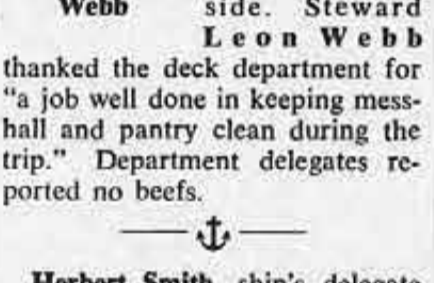 Webb side. Steward
Leon Webb
thanked the deck department for
"a job well done in keeping mess-
hall and pantry clean during the
trip." Department delegates re-
ported no beefs.
Herbert Smith, ship's delegate